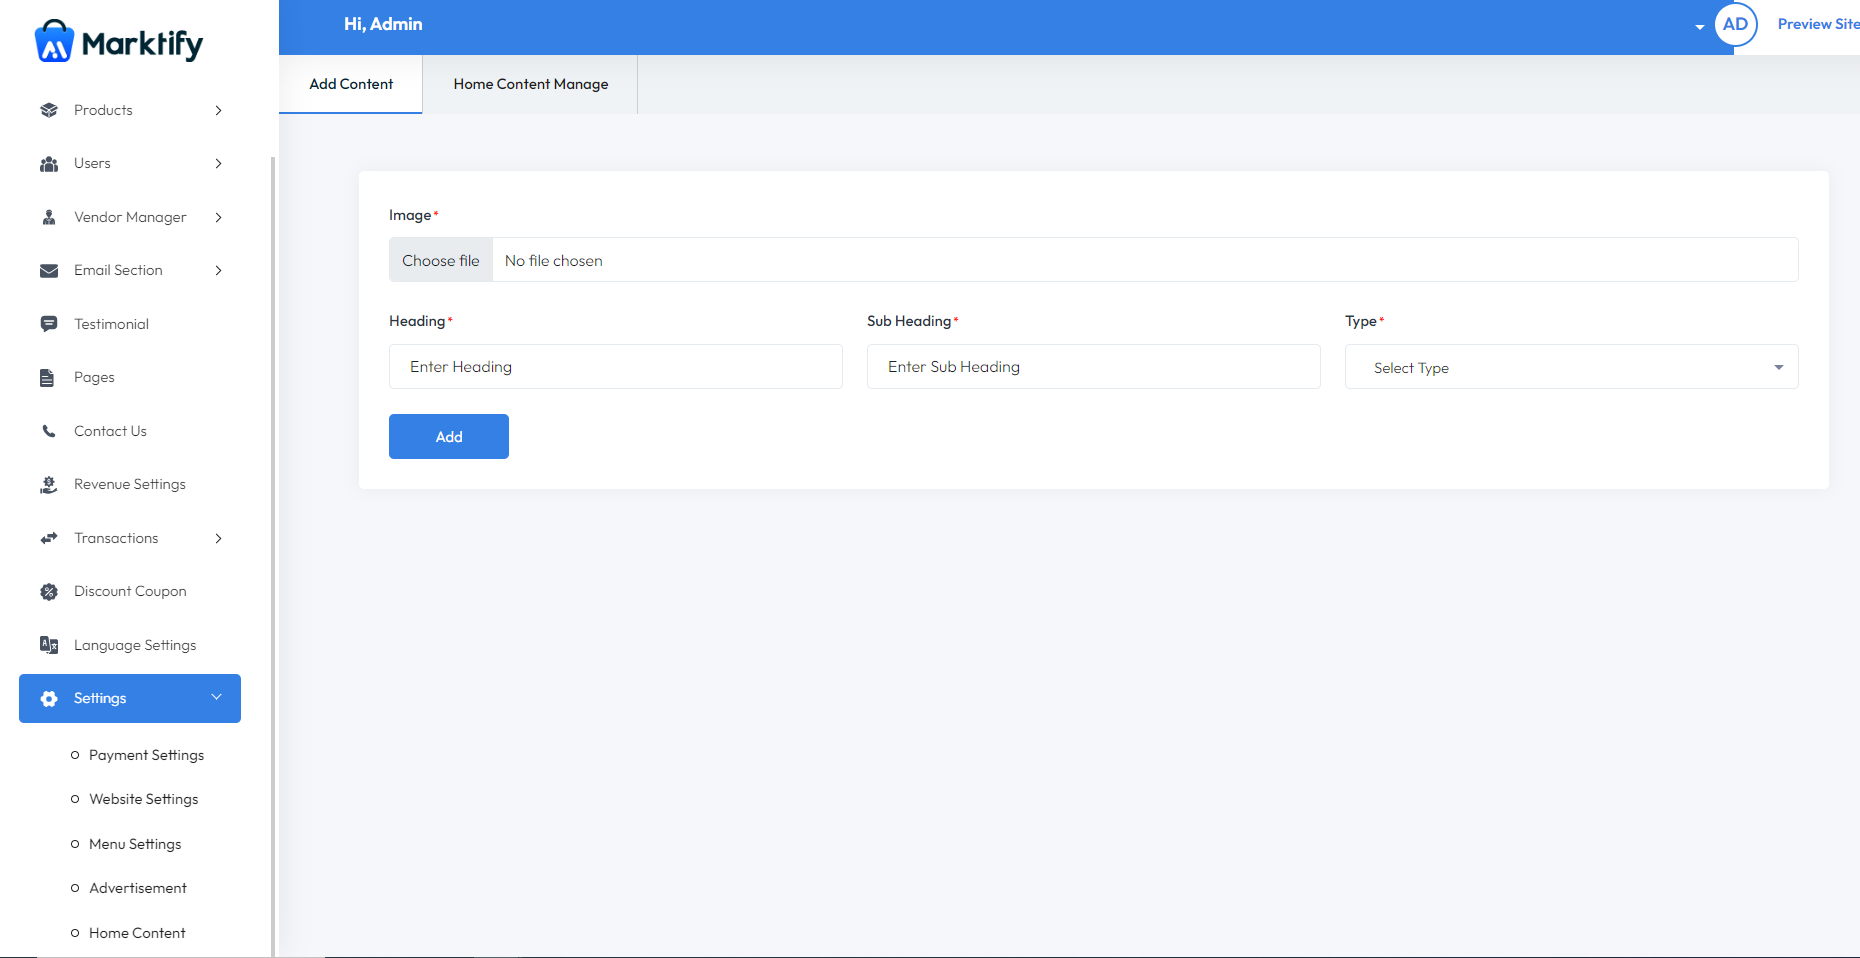 Marktify
Hi, Admin
AD
Preview Site
Add Content
Home Content Manage
Products
Users
Vendor Manager
Email Section
Testimonial
Pages
Contact Us
Revenue Settings
Transactions
Discount Coupon
Language Settings
Settings
Payment Settings
Website Settings
Menu Settings
Advertisement
Home Content
Image*
Choose file No file chosen
Heading* Sub Heading* Type*
Enter Heading Enter Sub Heading Select Type
Add